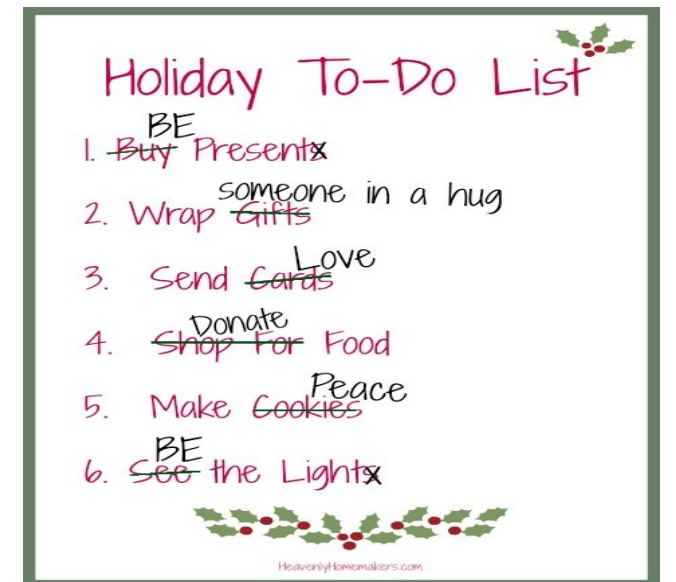 Holiday To-Do List
BE
1. Buy Presents
someone in a hug
2. Wrap Gifts
Love
3. Send Cards
Donate
4. Shop For Food
Peace
5. Make Cookies
BE
6. See the Lights
HeavenlyHomemakers.com